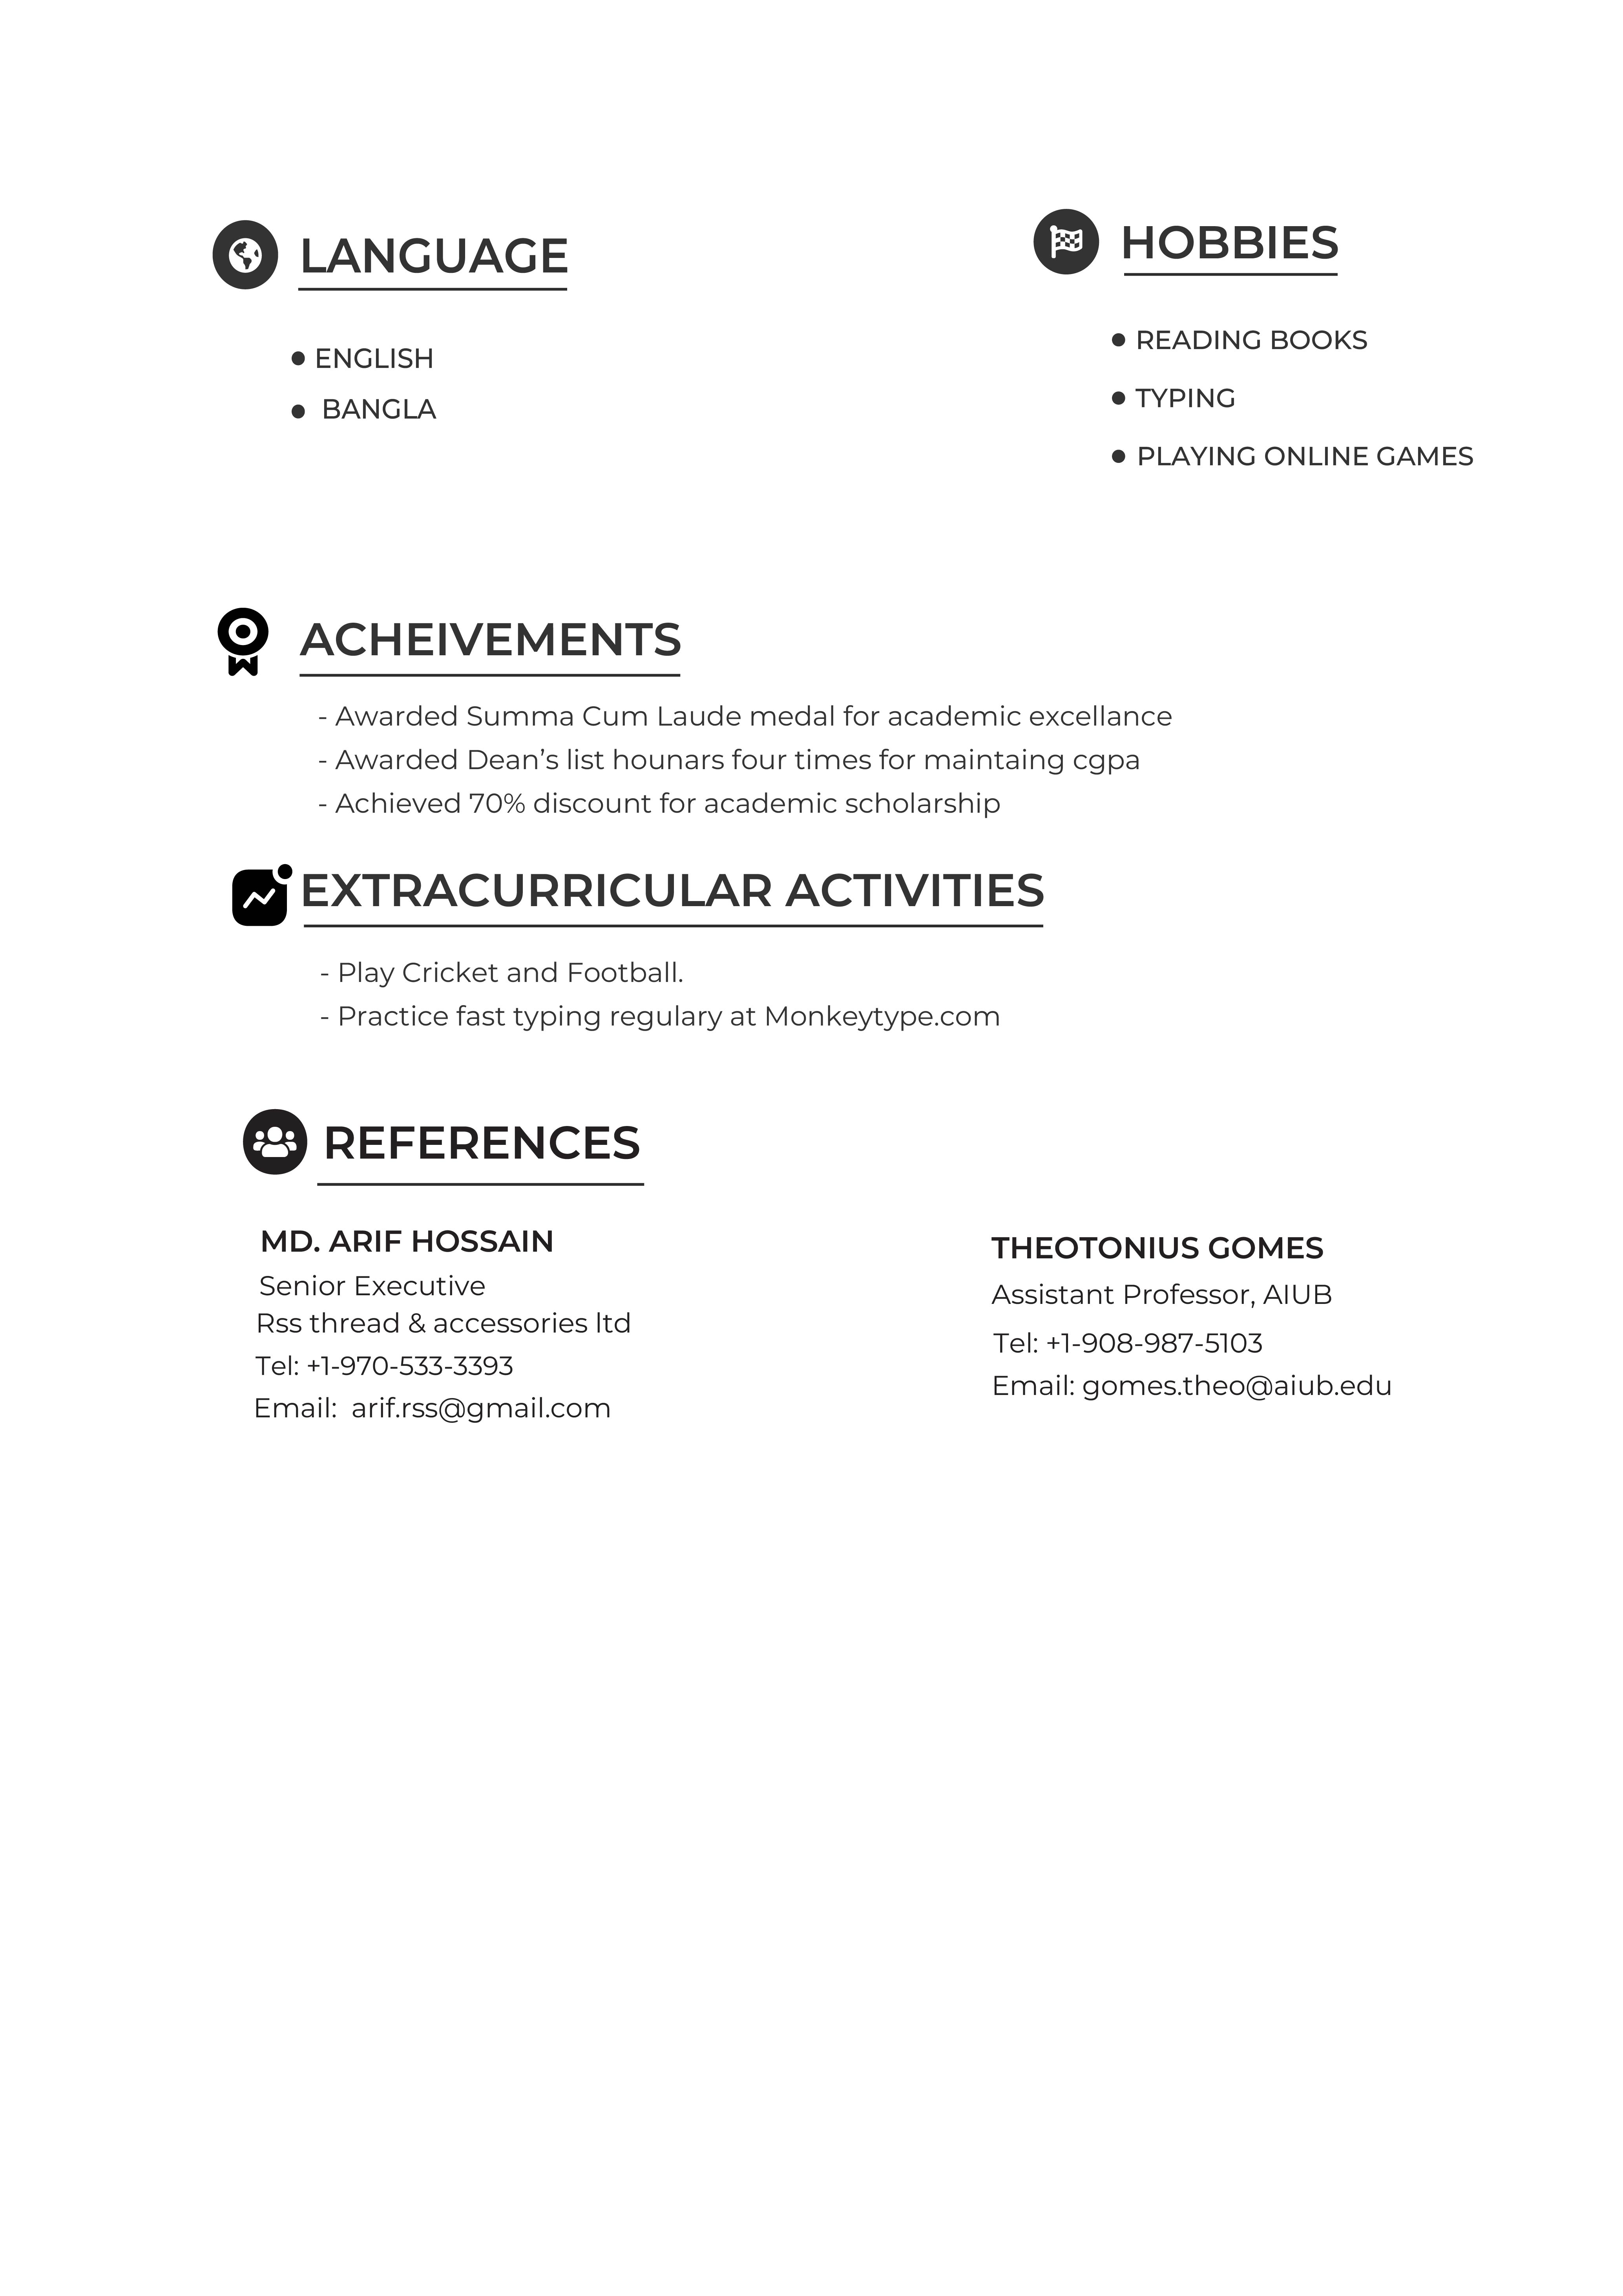 LANGUAGE
● ENGLISH
● BANGLA
HOBBIES
● READING BOOKS
● TYPING
● PLAYING ONLINE GAMES
ACHEIVEMENTS
- Awarded Summa Cum Laude medal for academic excellance
- Awarded Dean’s list hounars four times for maintaing cgpa
- Achieved 70% discount for academic scholarship
EXTRACURRICULAR ACTIVITIES
- Play Cricket and Football.
- Practice fast typing regulary at Monkeytype.com
REFERENCES
MD. ARIF HOSSAIN
Senior Executive
Rss thread & accessories ltd
Tel: +1-970-533-3393
Email: arif.rss@gmail.com
THEOTONIUS GOMES
Assistant Professor, AIUB
Tel: +1-908-987-5103
Email: gomes.theo@aiub.edu